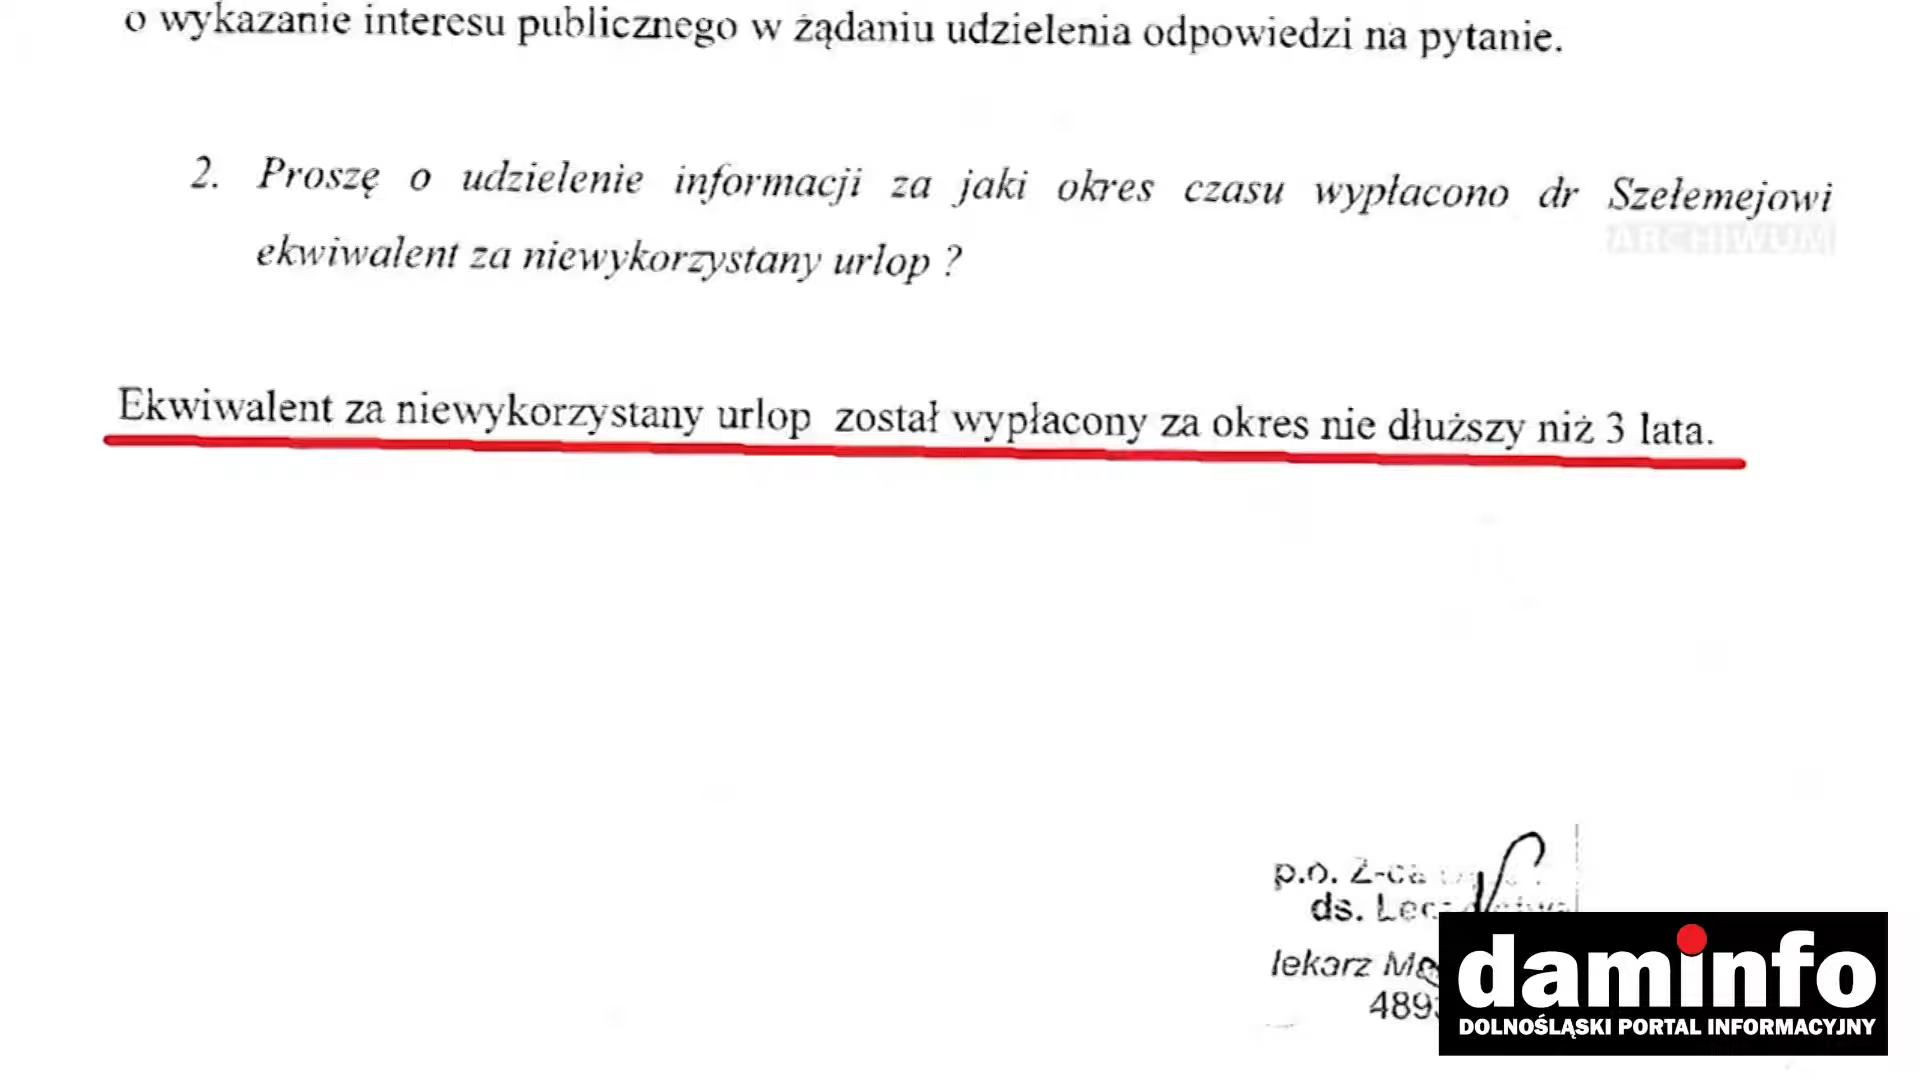 o wykazanie interesu publicznego w żądaniu udzielenia odpowiedzi na pytanie.
2. Proszę o udzielenie informacji za jaki okres czasu wypłacono dr Szełemejowi
ARCHIWUM
ekwiwalent za niewykorzystany urlop ?
Ekwiwalent za niewykorzystany urlop został wypłacony za okres nie dłuższy niż 3 lata.
p.o. Z-ca
ds.
lekarz
489
daminfo
DOLNOŚLĄSKI PORTAL INFORMACYJNY